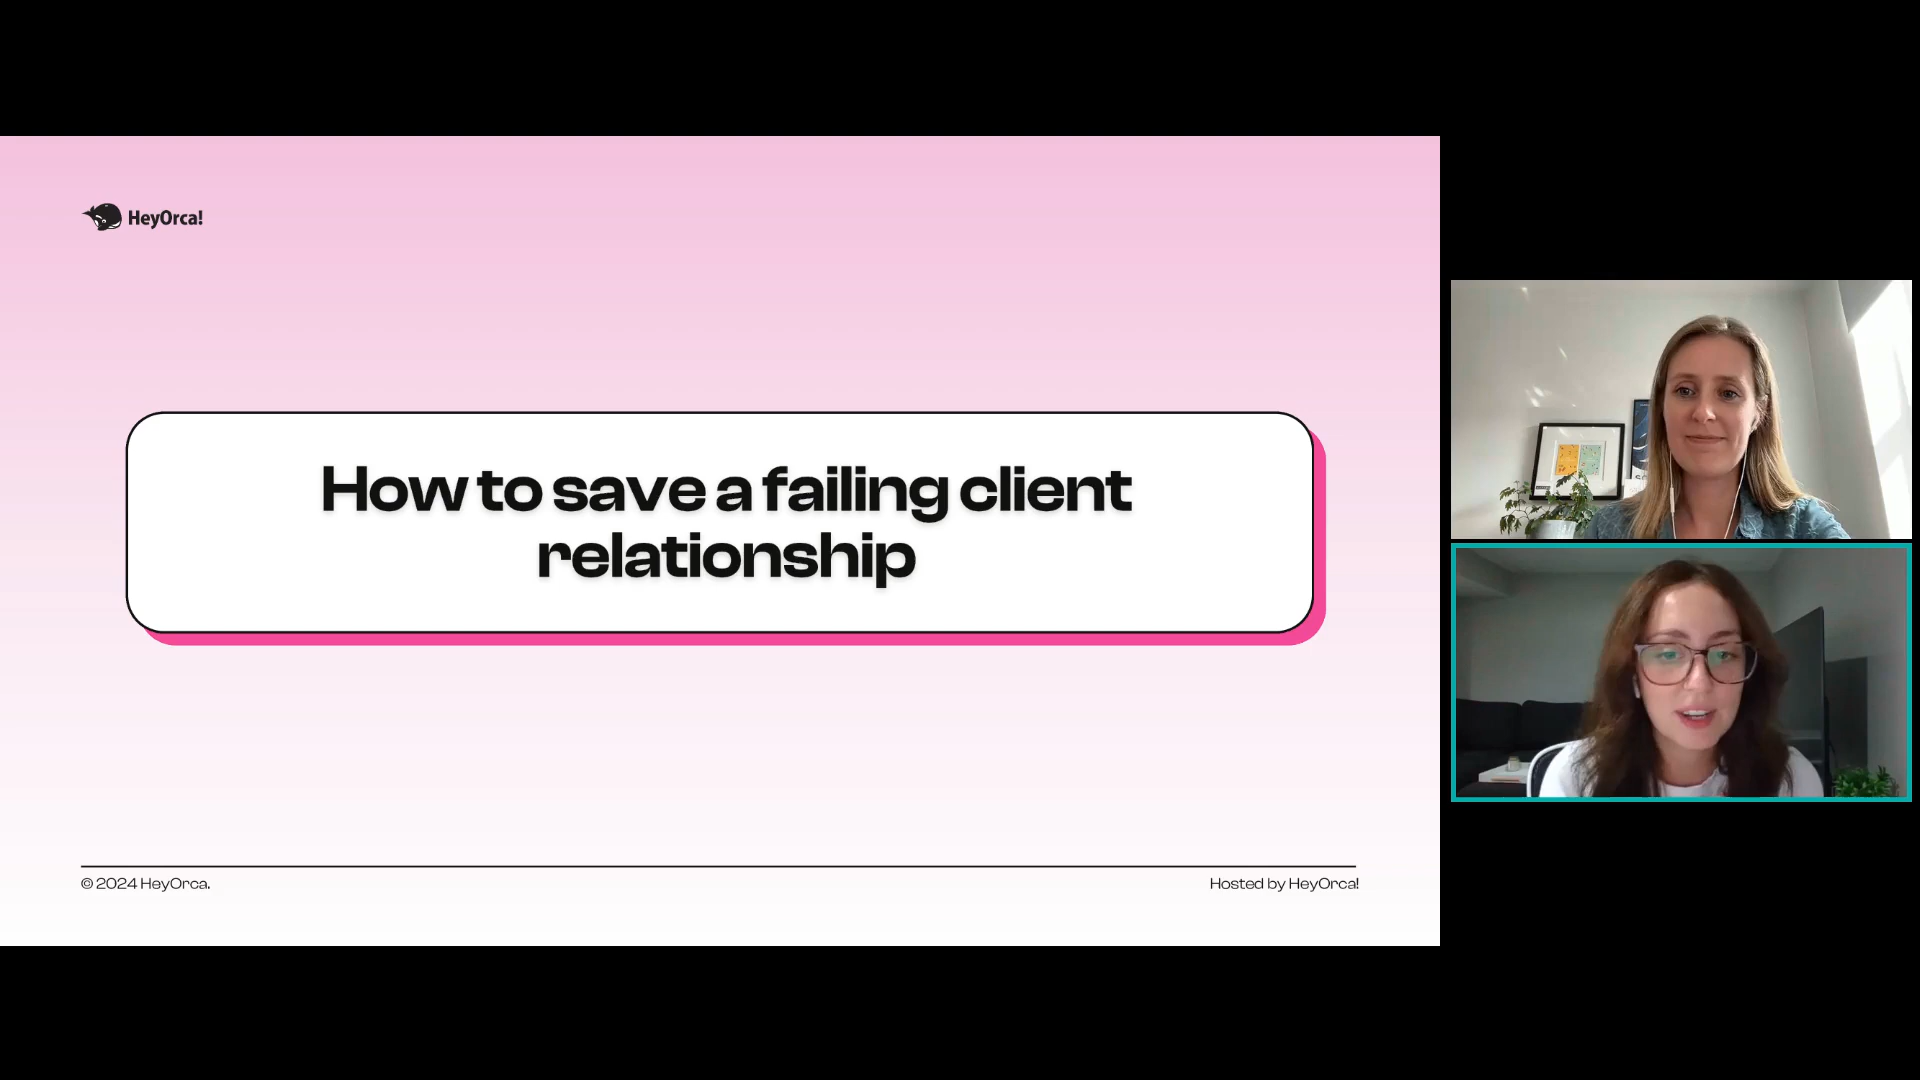 HeyOrca!
How to save a failing client
relationship
© 2024 HeyOrca.
Hosted by HeyOrca!